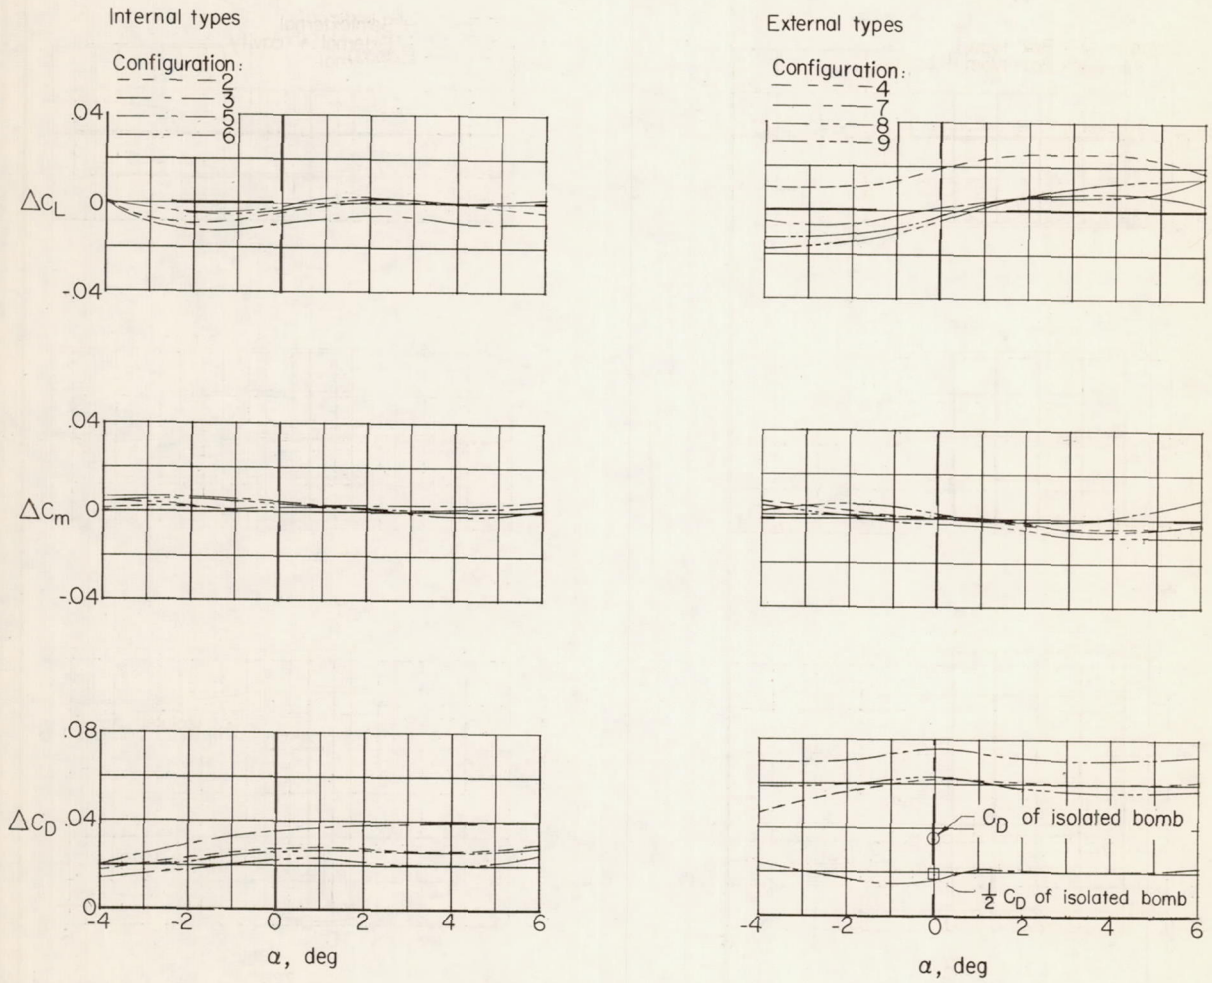 Internal types
Configuration:
2
3
5
6
.04
ΔC_L
0
-.04
External types
Configuration:
4
7
8
9
.04
ΔC_m
0
-.04
.08
ΔC_D
.04
0
-4
-2
0
2
4
6
α, deg
C_D of isolated bomb
1/2 C_D of isolated bomb
-4
-2
0
2
4
6
α, deg